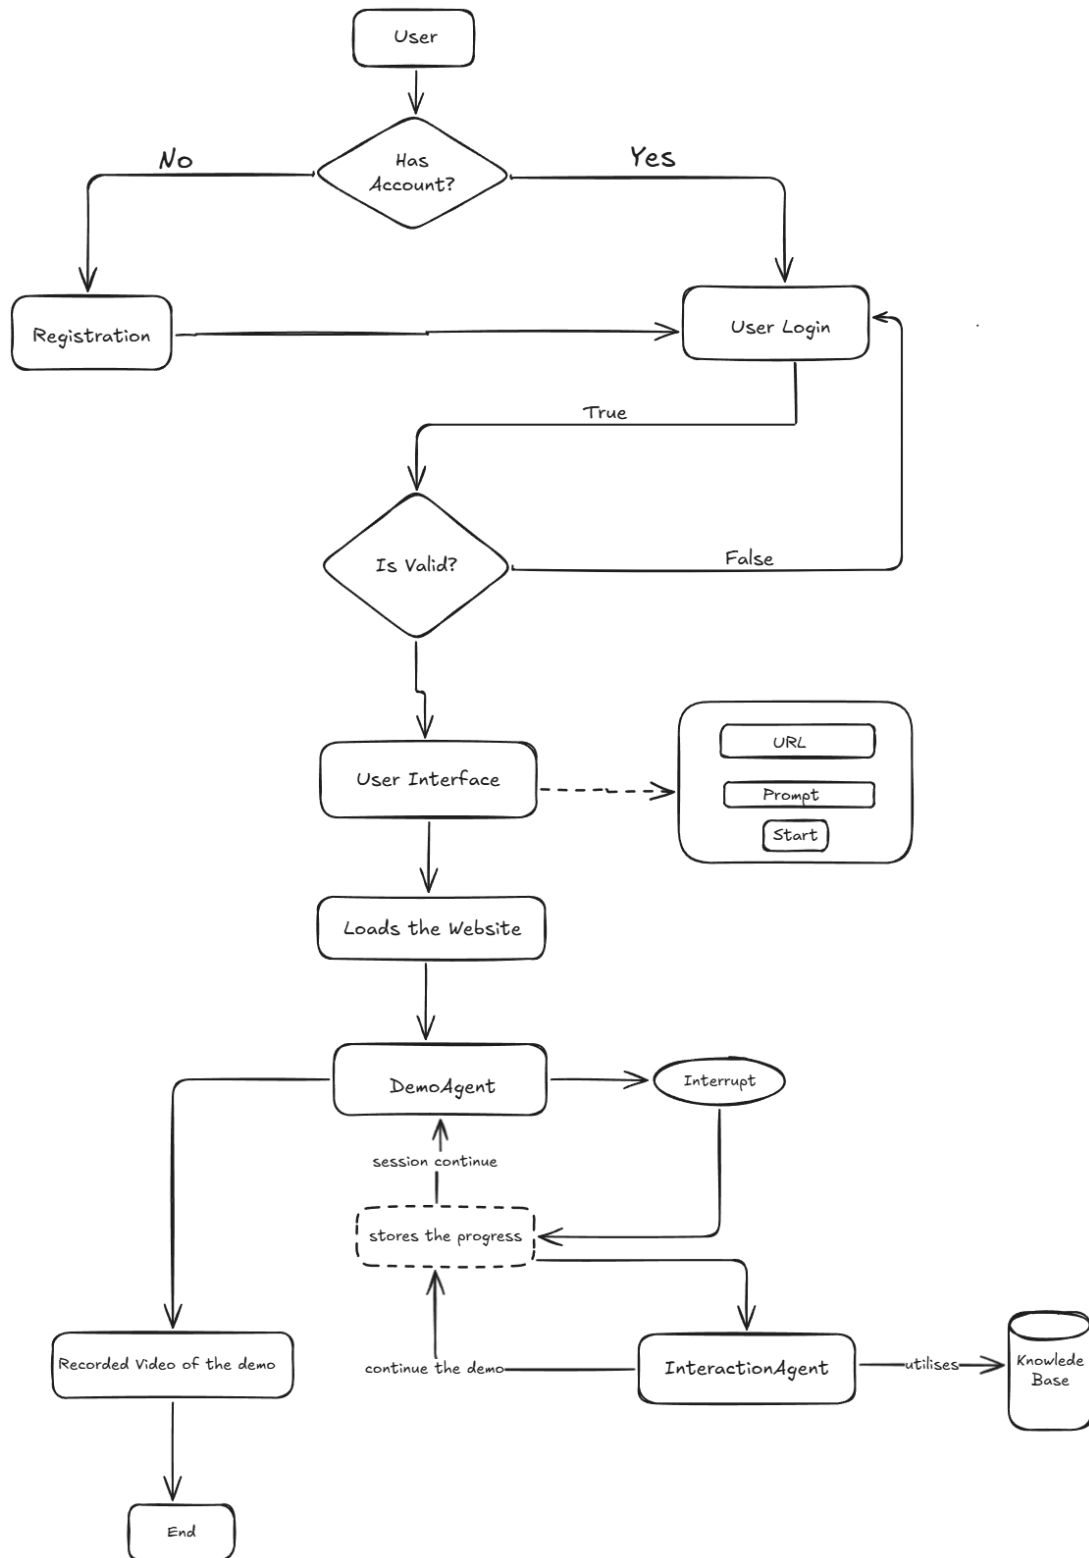 User
Has
Account?
No
Yes
Registration
User Login
True
Is Valid?
False
User Interface
URL
Prompt
Start
Loads the Website
DemoAgent
Interrupt
session continue
stores the progress
Recorded Video of the demo
continue the demo
InteractionAgent
utilises
Knowlede
Base
End